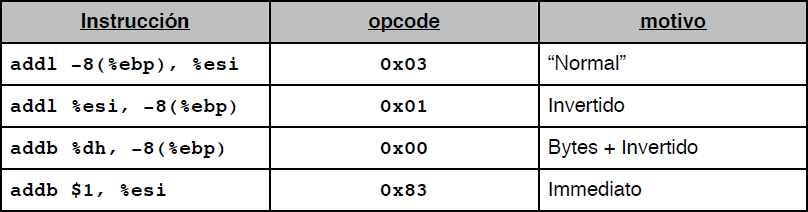 Instrucción opcode motivo
addl -8(%ebp), %esi 0x03 “Normal”
addl %esi, -8(%ebp) 0x01 Invertido
addb %dh, -8(%ebp) 0x00 Bytes + Invertido
addb $1, %esi 0x83 Immediato